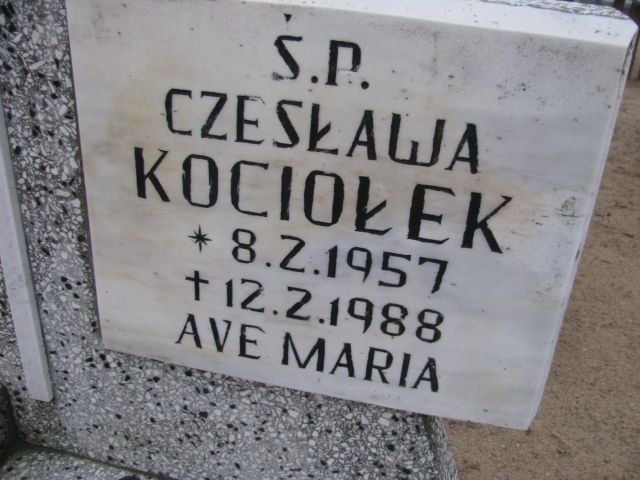 Ś.P.
CZESŁAWA
KOCIOŁEK
* 8.2.1957
† 12.2.1988
AVE MARIA